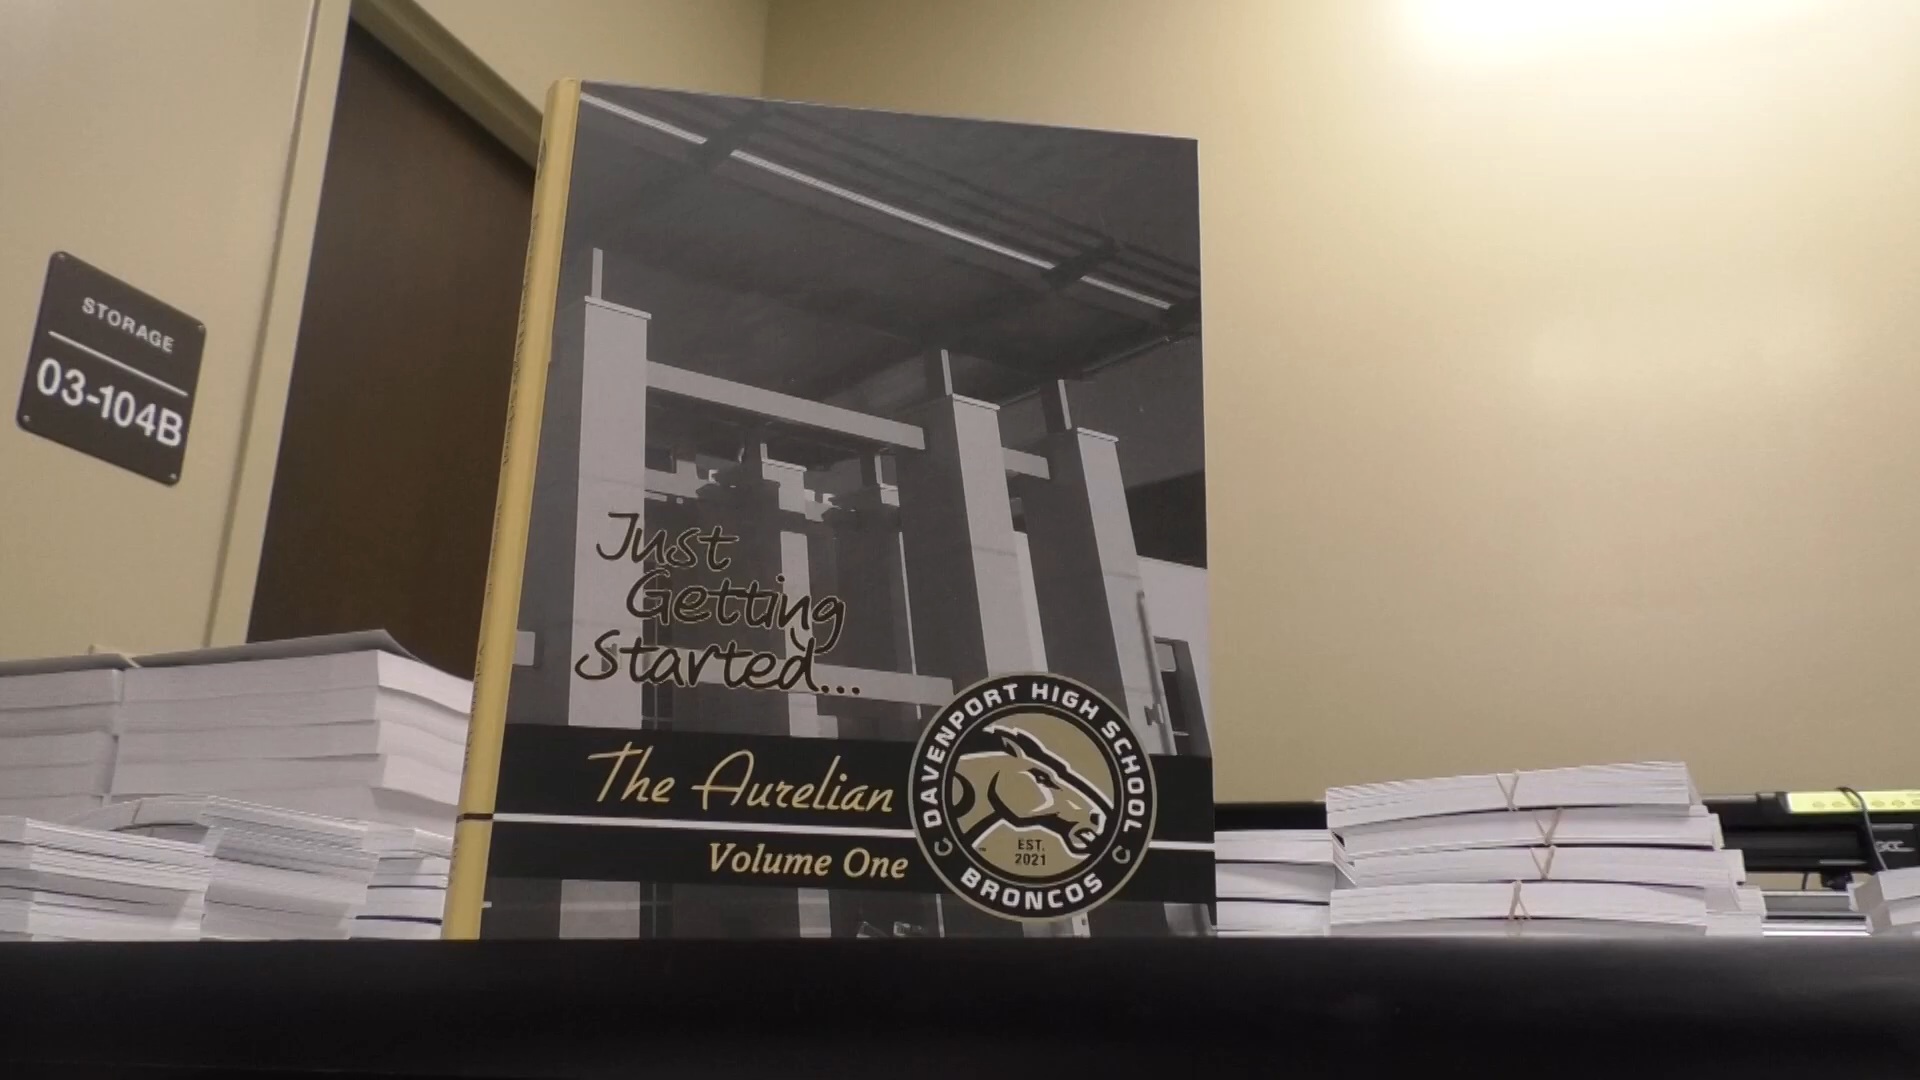 STORAGE
03-104B
Just
Getting
Started...
The Aurelian
Volume One
DAVENPORT HIGH SCHOOL
EST.
2021
BRONCOS